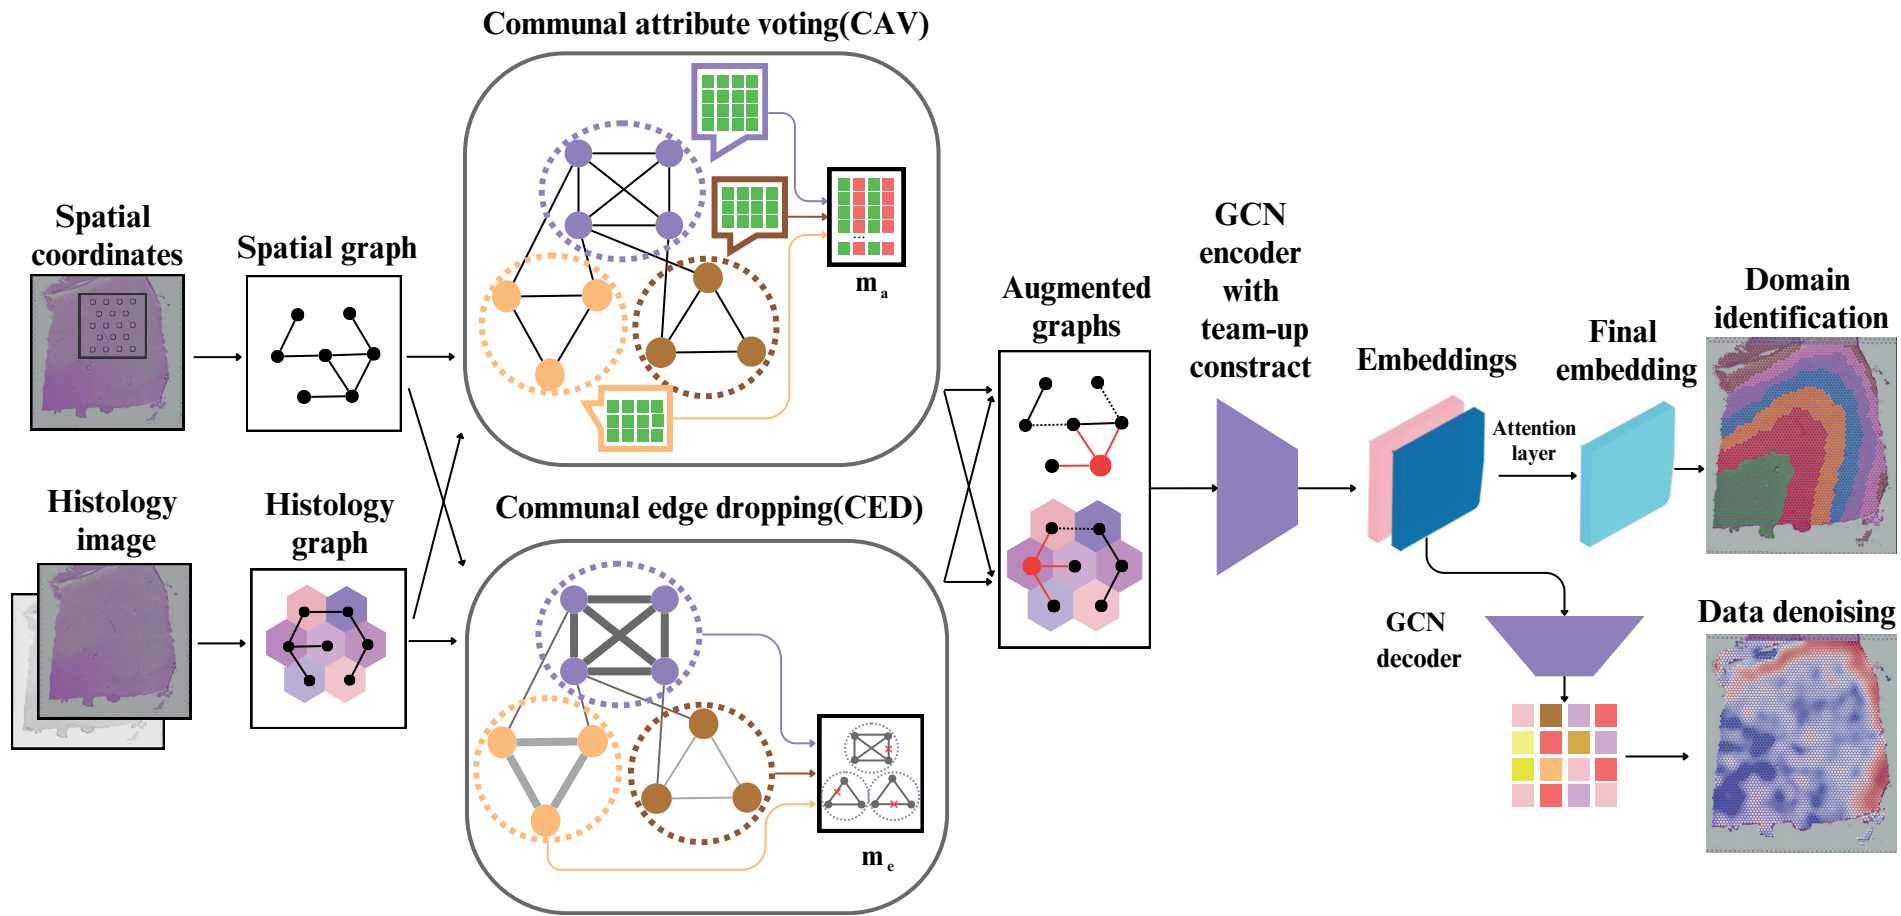 Communal attribute voting(CAV)
Spatial
coordinates
Spatial graph
...
m a
Histology
image
Histology
graph
Communal edge dropping(CED)
m e
Augmented
graphs
GCN
encoder
with
team-up
constract
Embeddings
Attention
layer
Final
embedding
Domain
identification
GCN
decoder
Data denoising